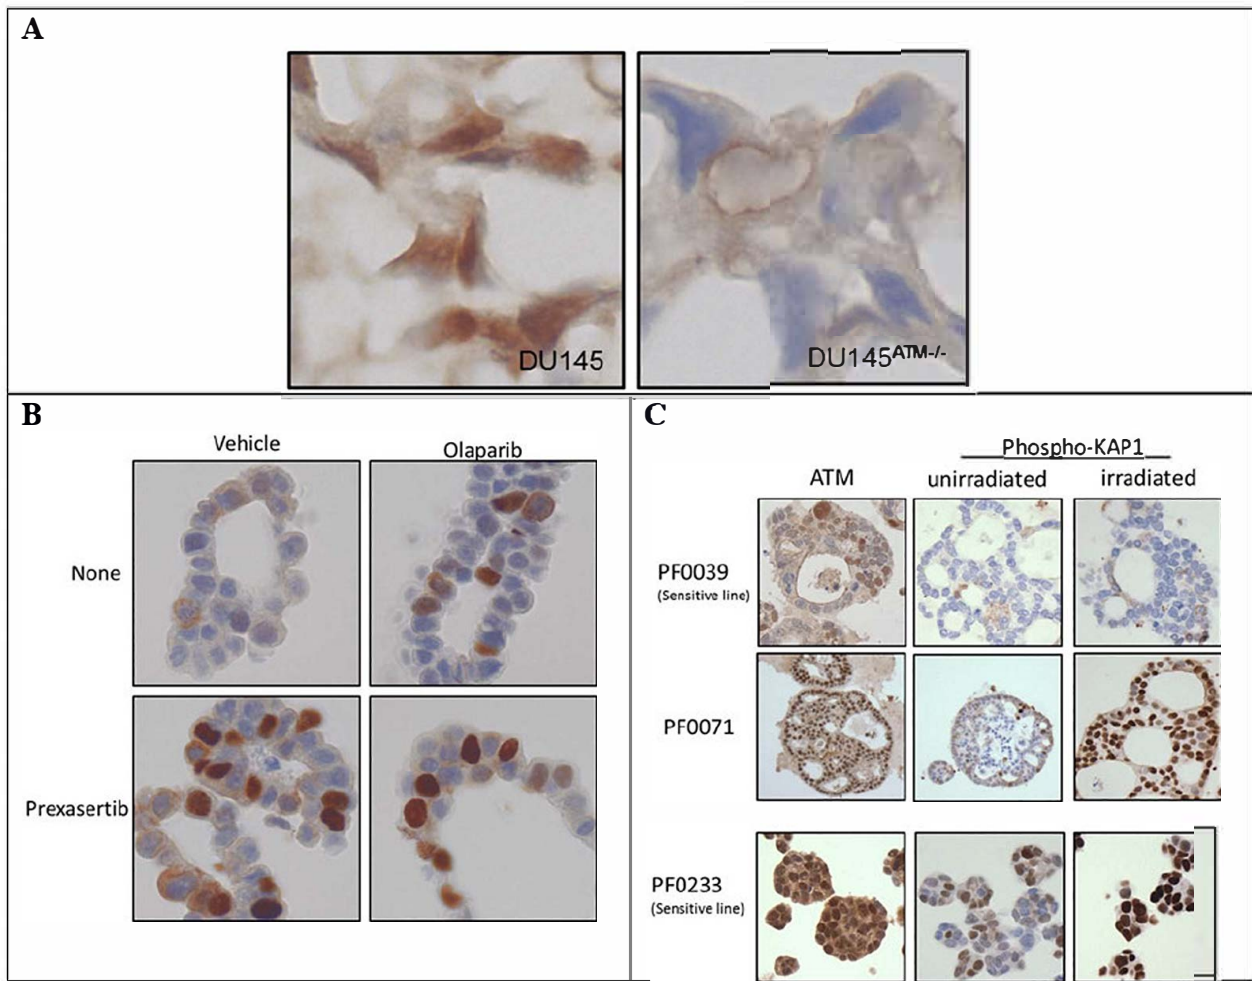 A
DU145
DU145ATM-/-
B
Vehicle
Olaparib
None
Prexasertib
C
Phospho-KAP1
ATM
unirradiated
irradiated
PF0039
(Sensitive line)
PF0071
PF0233
(Sensitive line)